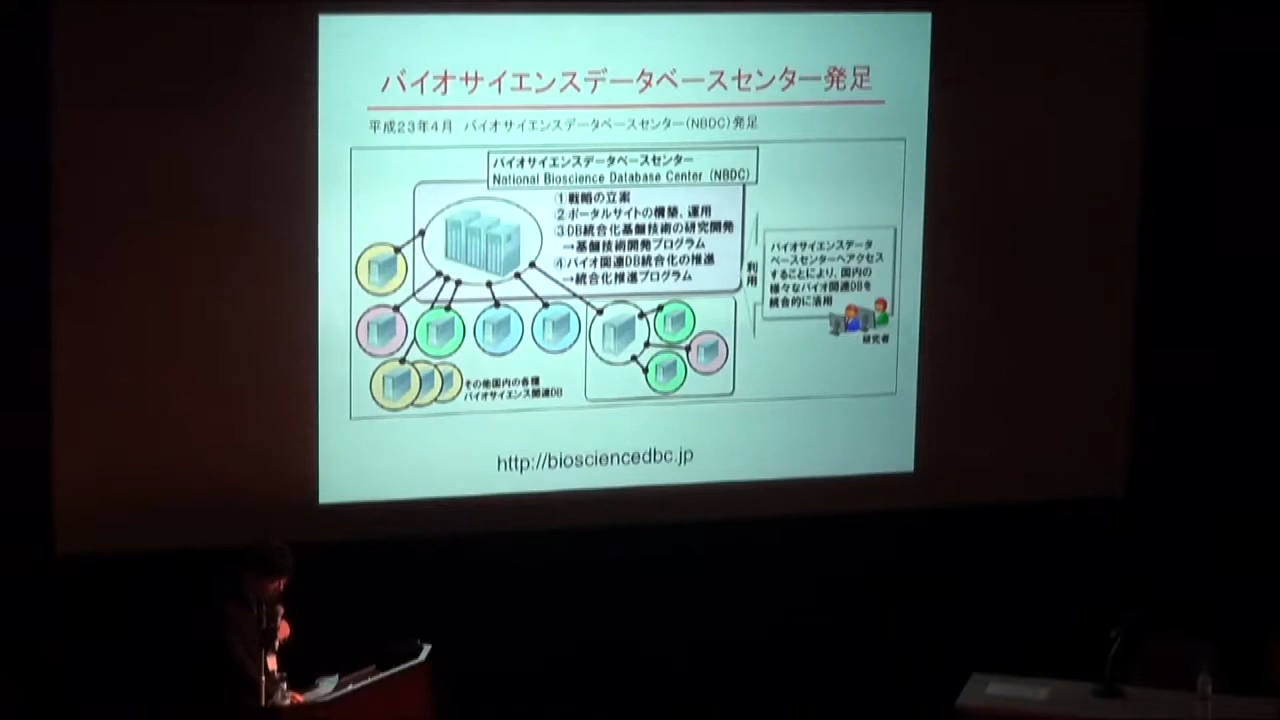 バイオサイエンスデータベースセンター発足
平成23年4月 バイオサイエンスデータベースセンター(NBDC)発足
バイオサイエンスデータベースセンター
National Bioscience Database Center (NBDC)
①戦略の立案
②ポータルサイトの構築、運用
③DB統合化基盤技術の研究開発
→基盤技術開発プログラム
④バイオ関連DB統合化の推進
→統合化推進プログラム
利用
バイオサイエンスデータ
ベースセンターへアクセス
することにより、国内の
様々なバイオ関連DBを
統合的に活用
研究者
その他国内の各種
バイオサイエンス関連DB
http://biosciencedbc.jp